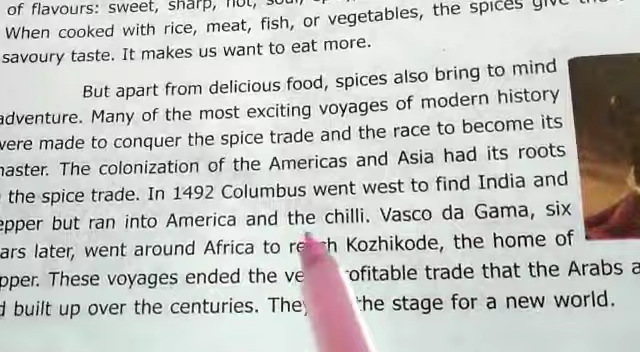 of flavours: sweet, sharp, hot,
When cooked with rice, meat, fish, or vegetables, the spices give
savoury taste. It makes us want to eat more.
But apart from delicious food, spices also bring to mind
adventure. Many of the most exciting voyages of modern history
were made to conquer the spice trade and the race to become its
master. The colonization of the Americas and Asia had its roots
the spice trade. In 1492 Columbus went west to find India and
epper but ran into America and the chilli. Vasco da Gama, six
ars later, went around Africa to Kozhikode, the home of
pper. These voyages ended the trade that the Arabs
built up over the centuries. the stage for a new world.